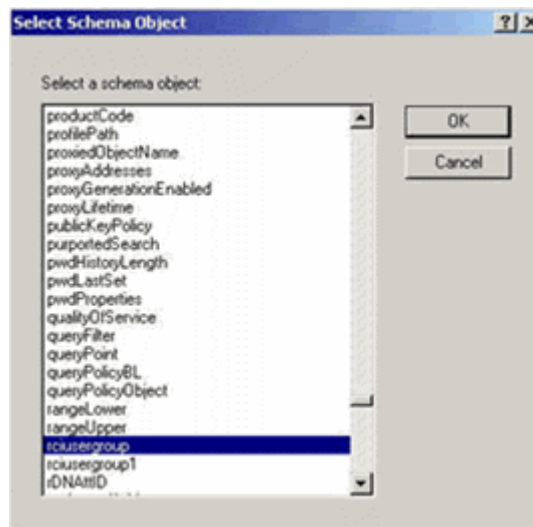 Select Schema Object
Select a schema object:
productCode
profilePath
proxiedObjectName
proxyAddresses
proxyGenerationEnabled
proxyLifetime
publicKeyPolicy
purportedSearch
pwdHistoryLength
pwdLastSet
pwdProperties
qualityOfService
queryFilter
queryPoint
queryPolicyBL
queryPolicyObject
rangeLower
rangeUpper
rciusergroup
rciusergroup1
rDNAttID
OK
Cancel